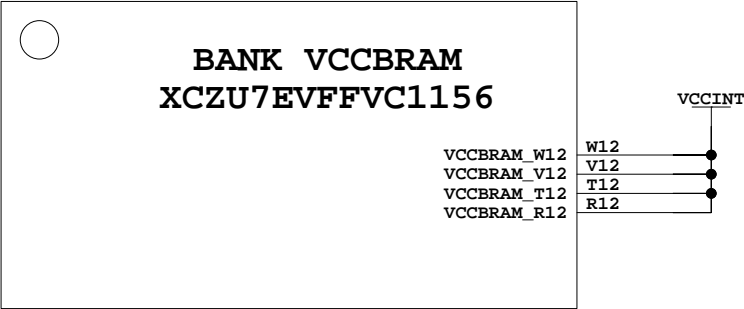 BANK VCCBRAM
XCZU7EVFFVC1156
VCCINT
VCCBRAM_W12 W12
VCCBRAM_V12 V12
VCCBRAM_T12 T12
VCCBRAM_R12 R12